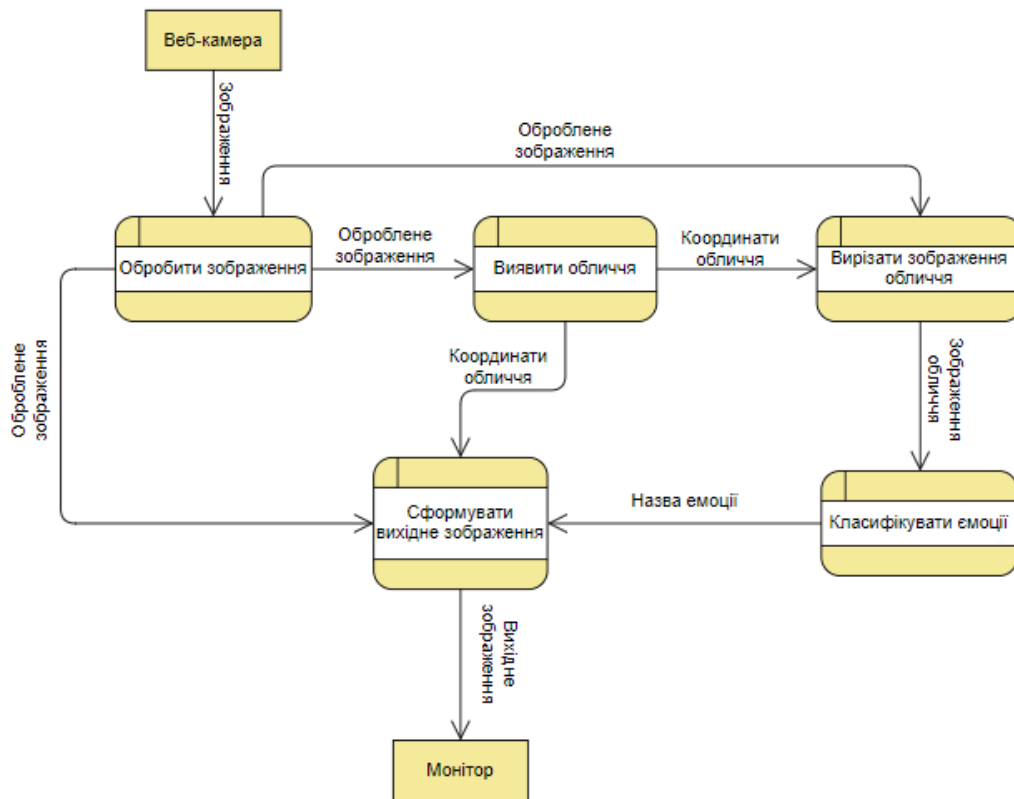 Веб-камера
Зображення
Оброблене
зображення
Обробити зображення
Оброблене
зображення
Виявити обличчя
Координати
обличчя
Вирізати зображення
обличчя
Оброблене
зображення
Координати
обличчя
Зображення
обличчя
Сформувати
вихідне зображення
Назва емоції
Класифікувати ємоції
Вихідне
зображення
Монітор